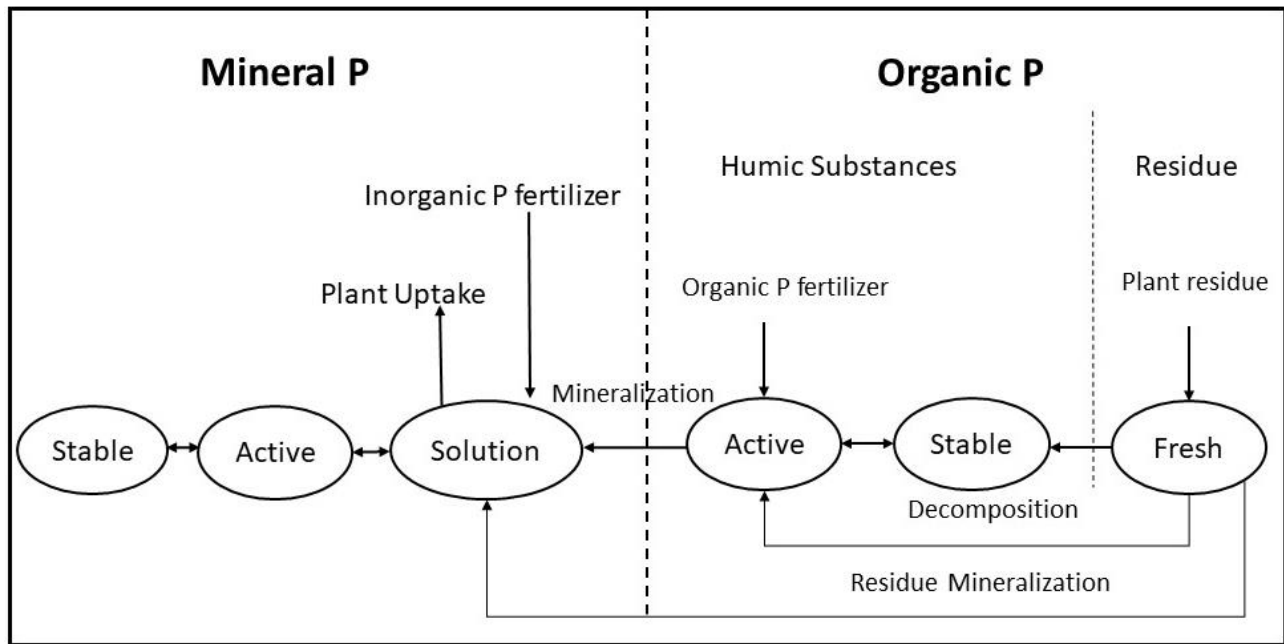 Mineral P
Organic P
Humic Substances
Residue
Inorganic P fertilizer
Plant Uptake
Organic P fertilizer
Plant residue
Mineralization
Stable
Active
Solution
Active
Stable
Fresh
Decomposition
Residue Mineralization